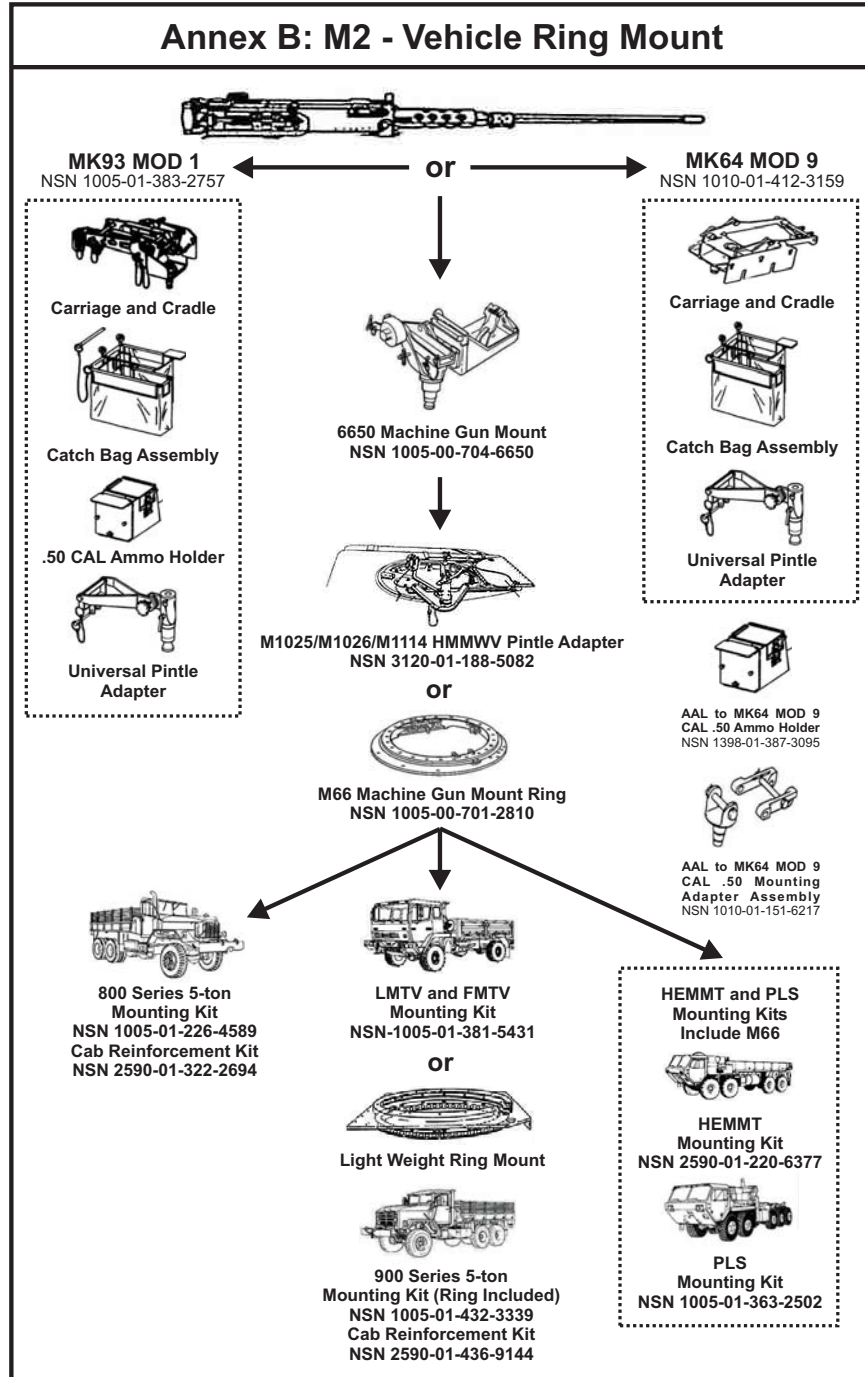 Annex B: M2 - Vehicle Ring Mount
MK93 MOD 1
NSN 1005-01-383-2757
or
MK64 MOD 9
NSN 1010-01-412-3159
Carriage and Cradle
Catch Bag Assembly
.50 CAL Ammo Holder
Universal Pintle
Adapter
6650 Machine Gun Mount
NSN 1005-00-704-6650
M1025/M1026/M1114 HMMWV Pintle Adapter
NSN 3120-01-188-5082
or
M66 Machine Gun Mount Ring
NSN 1005-00-701-2810
Carriage and Cradle
Catch Bag Assembly
Universal Pintle
Adapter
AAL to MK64 MOD 9
CAL .50 Ammo Holder
NSN 1398-01-387-3095
AAL to MK64 MOD 9
CAL .50 Mounting
Adapter Assembly
NSN 1010-01-151-6217
800 Series 5-ton
Mounting Kit
NSN 1005-01-226-4589
Cab Reinforcement Kit
NSN 2590-01-322-2694
LMTV and FMTV
Mounting Kit
NSN-1005-01-381-5431
or
Light Weight Ring Mount
900 Series 5-ton
Mounting Kit (Ring Included)
NSN 1005-01-432-3339
Cab Reinforcement Kit
NSN 2590-01-436-9144
HEMMT and PLS
Mounting Kits
Include M66
HEMMT
Mounting Kit
NSN 2590-01-220-6377
PLS
Mounting Kit
NSN 1005-01-363-2502